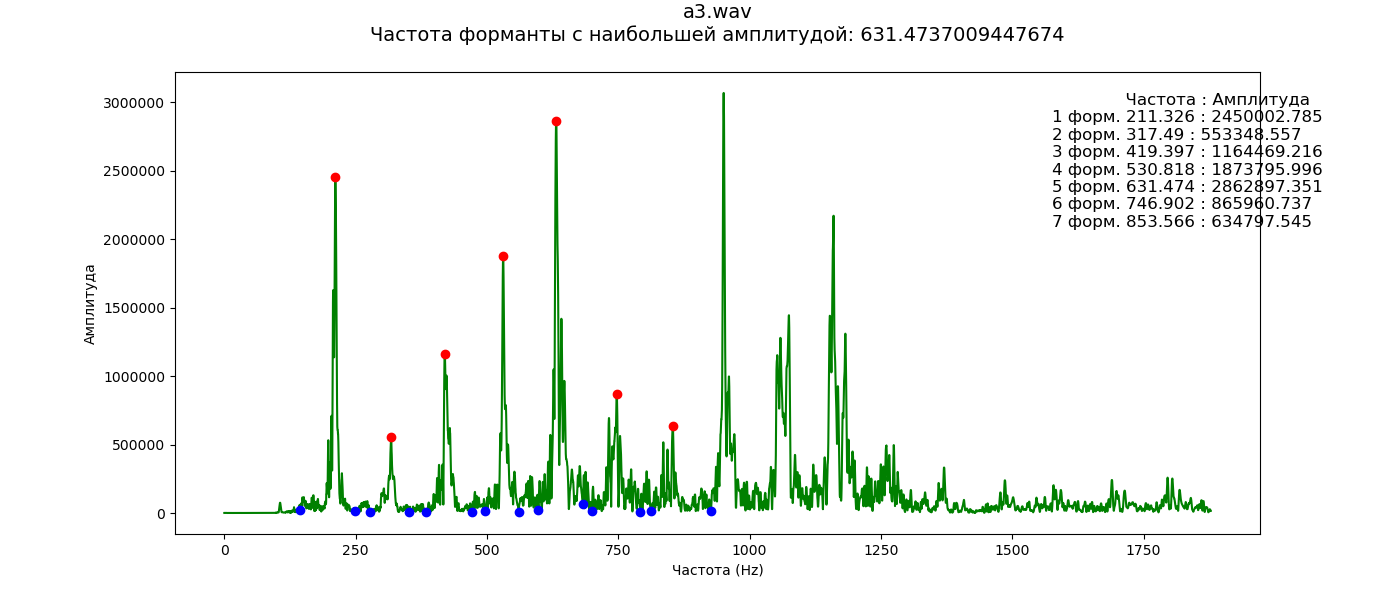 a3.wav
Частота форманты с наибольшей амплитудой: 631.4737009447674
Частота : Амплитуда
1 форм. 211.326 : 2450002.785
2 форм. 317.49 : 553348.557
3 форм. 419.397 : 1164469.216
4 форм. 530.818 : 1873795.996
5 форм. 631.474 : 2862897.351
6 форм. 746.902 : 865960.737
7 форм. 853.566 : 634797.545
3000000
2500000
2000000
1500000
1000000
500000
0
Амплитуда
0 250 500 750 1000 1250 1500 1750
Частота (Hz)